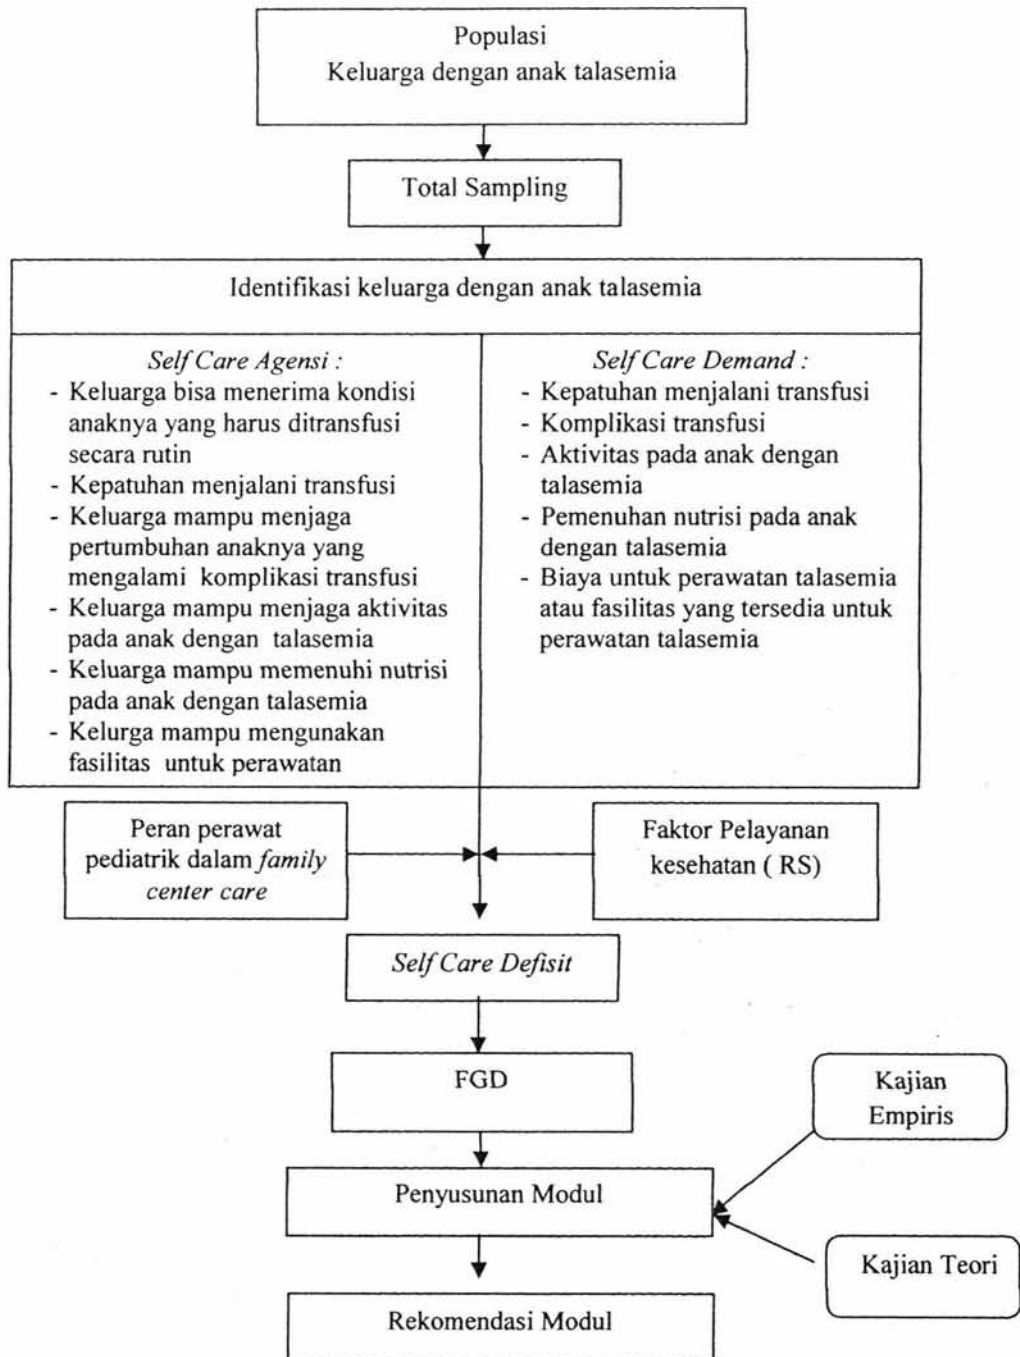 Populasi
Keluarga dengan anak talasemia
Total Sampling
Identifikasi keluarga dengan anak talasemia
Self Care Agensi :
- Keluarga bisa menerima kondisi
anaknya yang harus ditransfusi
secara rutin
- Kepatuhan menjalani transfusi
- Keluarga mampu menjaga
pertumbuhan anaknya yang
mengalami komplikasi transfusi
- Keluarga mampu menjaga aktivitas
pada anak dengan talasemia
- Keluarga mampu memenuhi nutrisi
pada anak dengan talasemia
- Kelurga mampu mengunakan
fasilitas untuk perawatan
Self Care Demand :
- Kepatuhan menjalani transfusi
- Komplikasi transfusi
- Aktivitas pada anak dengan
talasemia
- Pemenuhan nutrisi pada anak
dengan talasemia
- Biaya untuk perawatan talasemia
atau fasilitas yang tersedia untuk
perawatan talasemia
Peran perawat
pediatrik dalam family
center care
Faktor Pelayanan
kesehatan ( RS)
Self Care Defisit
FGD
Kajian
Empiris
Penyusunan Modul
Kajian Teori
Rekomendasi Modul